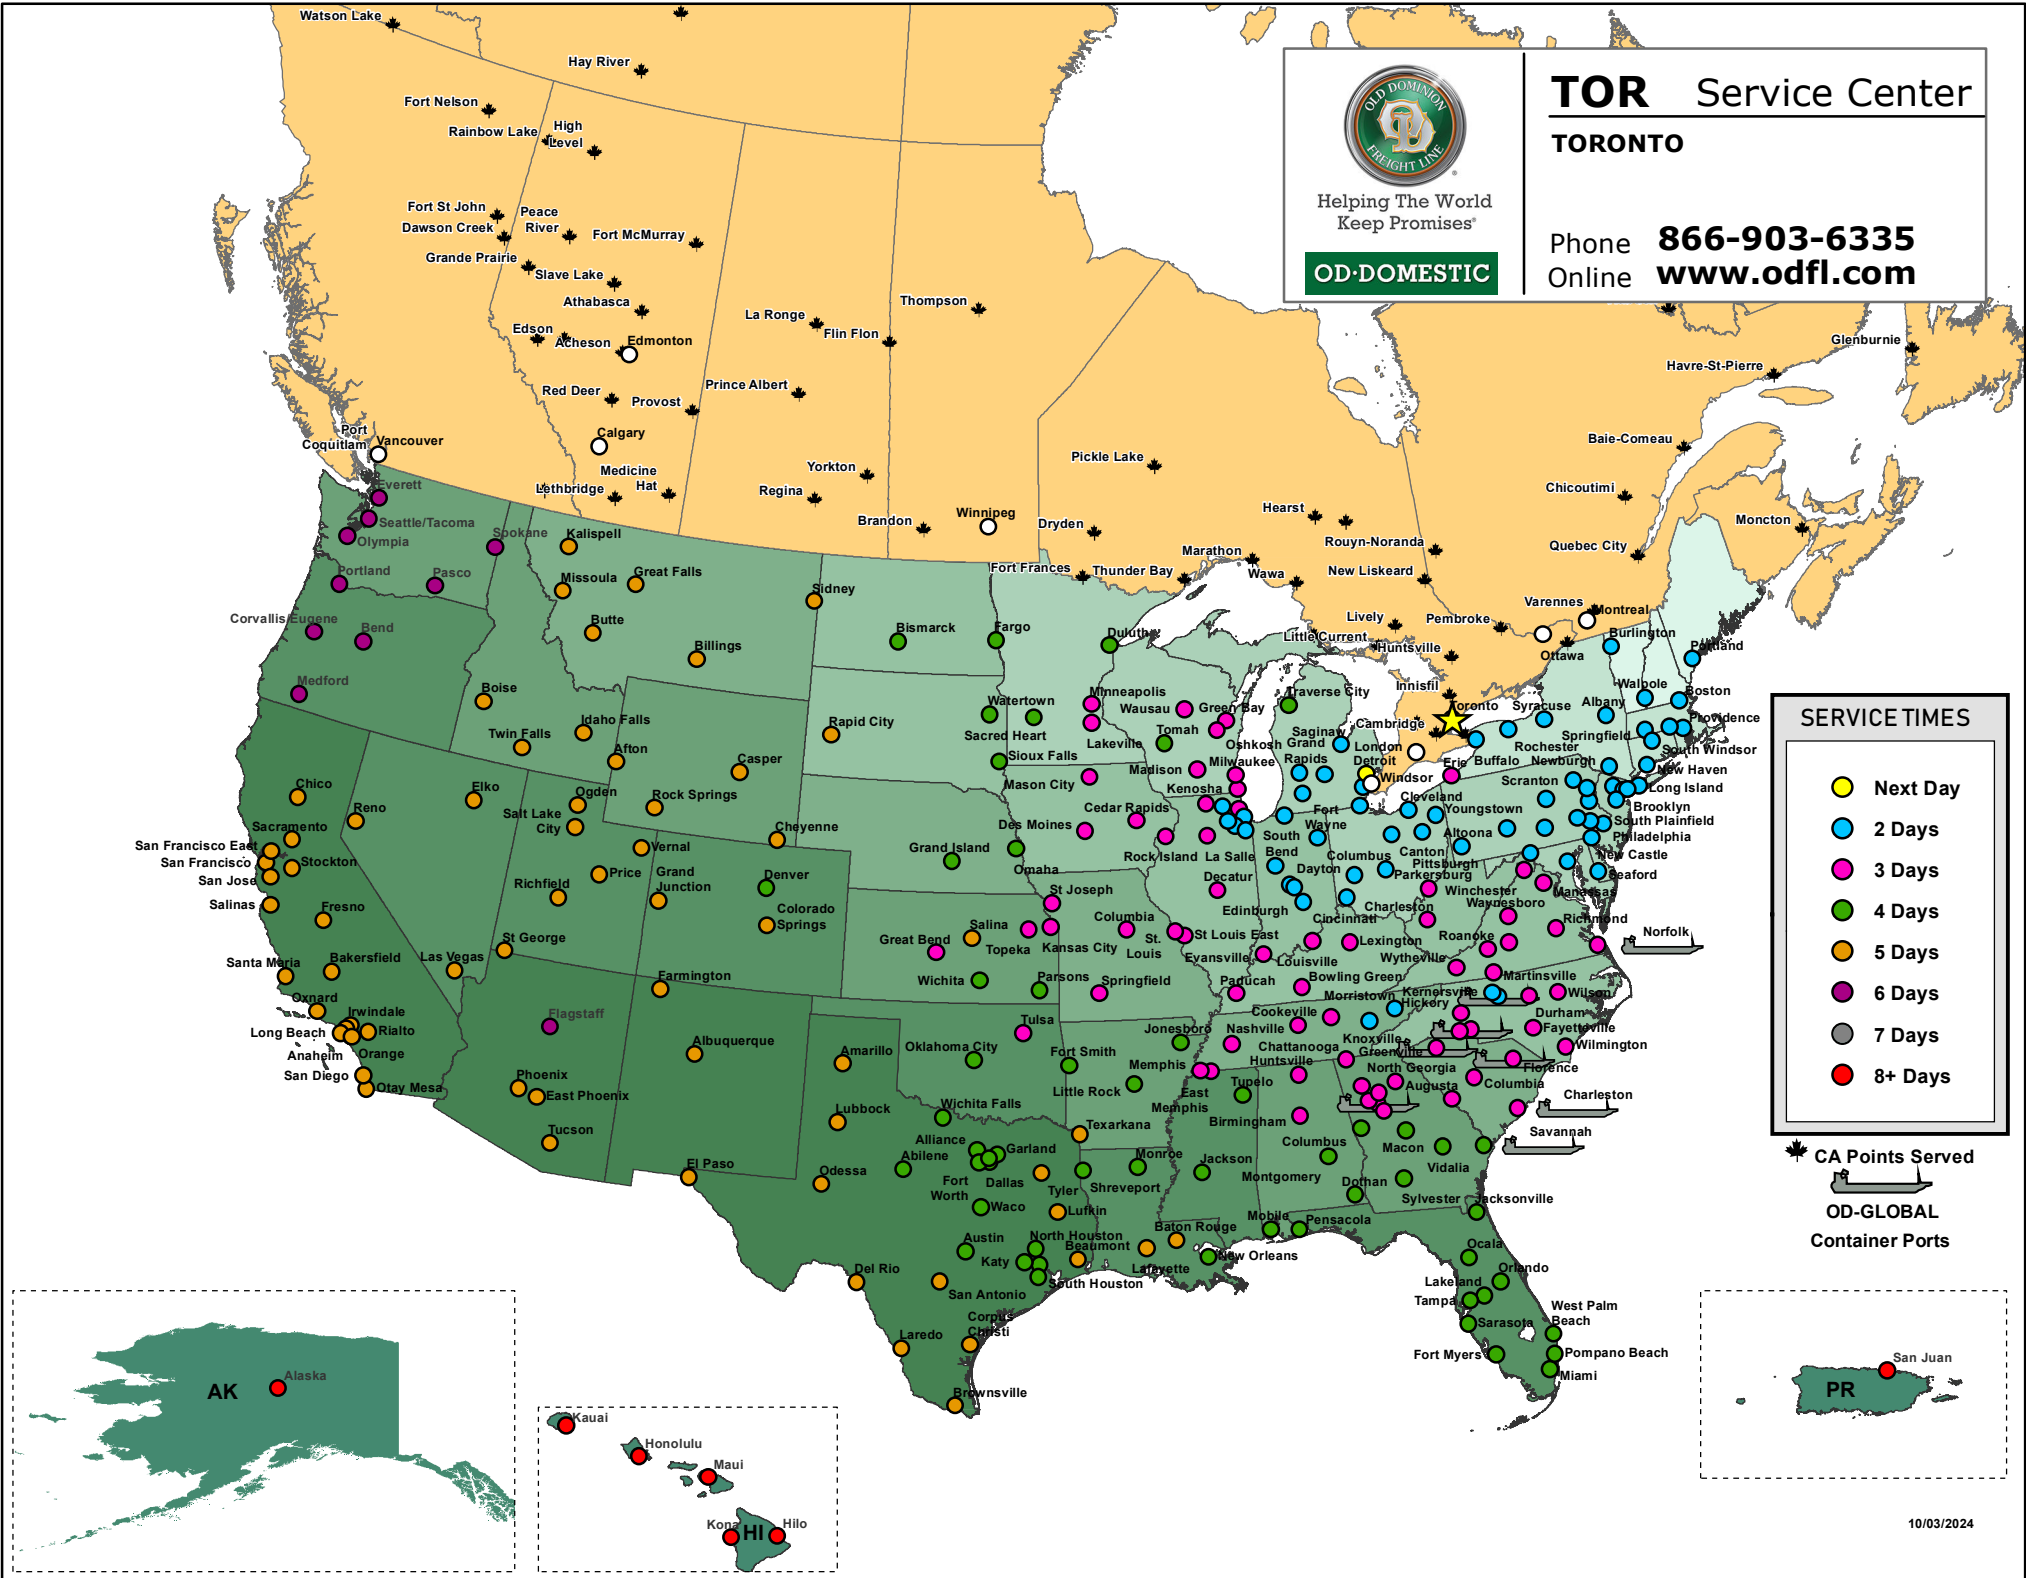 Watson Lake
Hay River
Fort Nelson
Rainbow Lake
High
Level
Fort St John
Dawson Creek
Peace
River
Fort McMurray
Grande Prairie
Slave Lake
Athabasca
Edson
Acheson
Edmonton
La Ronge
Flin Flon
Thompson
Red Deer
Provost
Prince Albert
Port
Coquitlam
Vancouver
Calgary
Medicine
Hat
Lethbridge
Yorkton
Regina
Brandon
Winnipeg
Dryden
Pickle Lake
Fort Frances
Thunder Bay
Marathon
Wawa
Hearst
Rouyn-Noranda
New Liskeard
Lively
Little Current
Huntsville
Pembroke
Varennes
Montreal
Ottawa
Innisfil
Toronto
Cambridge
London
Windsor
Glenburnie
Havre-St-Pierre
Baie-Comeau
Chicoutimi
Quebec City
Moncton
OLD DOMINION
FREIGHT LINE
Helping The World
Keep Promises®
OD·DOMESTIC
TOR Service Center
TORONTO
Phone 866-903-6335
Online www.odfl.com
Everett
Seattle/Tacoma
Olympia
Spokane
Portland
Pasco
Corvallis/Eugene
Bend
Medford
Kalispell
Missoula
Great Falls
Butte
Billings
Sidney
Boise
Idaho Falls
Twin Falls
Afton
Casper
Rock Springs
Cheyenne
Chico
Reno
Elko
Ogden
Salt Lake
City
Vernal
Sacramento
San Francisco East
San Francisco
Stockton
San Jose
Salinas
Fresno
Richfield
Price
Grand
Junction
Denver
Colorado
Springs
St George
Las Vegas
Santa Maria
Bakersfield
Oxnard
Irwindale
Long Beach
Rialto
Anaheim
Orange
San Diego
Otay Mesa
Flagstaff
Phoenix
East Phoenix
Tucson
Farmington
Albuquerque
El Paso
Bismarck
Fargo
Duluth
Rapid City
Watertown
Sacred Heart
Sioux Falls
Minneapolis
Lakeville
Wausau
Green Bay
Tomah
Oshkosh
Madison
Milwaukee
Kenosha
Mason City
Cedar Rapids
Des Moines
Rock Island
La Salle
Grand Island
Omaha
Decatur
St Joseph
Salina
Great Bend
Topeka
Kansas City
Columbia
St.
Louis
St Louis East
Wichita
Parsons
Springfield
Traverse City
Saginaw
Grand
Rapids
Detroit
Fort
Wayne
South
Bend
Edinburgh
Evansville
Cleveland
Youngstown
Columbus
Canton
Dayton
Cincinnati
Parkersburg
Pittsburgh
Altoona
Erie
Buffalo
Rochester
Syracuse
Albany
Burlington
Portland
Walpole
Boston
Providence
Springfield
South Windsor
Newburgh
New Haven
Scranton
Long Island
Brooklyn
South Plainfield
Philadelphia
New Castle
Seaford
Manassas
Winchester
Waynesboro
Charleston
Richmond
Roanoke
Norfolk
Wytheville
Martinsville
Lexington
Louisville
Bowling Green
Paducah
Morristown
Cookeville
Nashville
Knoxville
Chattanooga
Hickory
Kernersville
Wilson
Durham
Fayetteville
Wilmington
Greenville
Florence
Columbia
Charleston
North Georgia
Augusta
Huntsville
Memphis
East
Memphis
Jonesboro
Fort Smith
Little Rock
Tupelo
Birmingham
Tulsa
Oklahoma City
Amarillo
Lubbock
Wichita Falls
Texarkana
Alliance
Garland
Abilene
Odessa
Fort
Worth
Dallas
Tyler
Waco
Lufkin
Austin
North Houston
Katy
Beaumont
South Houston
Del Rio
San Antonio
Corpus
Christi
Laredo
Brownsville
Monroe
Shreveport
Jackson
Baton Rouge
Lafayette
New Orleans
Columbus
Montgomery
Dothan
Mobile
Pensacola
Macon
Vidalia
Savannah
Sylvester
Jacksonville
Ocala
Orlando
Lakeland
Tampa
Sarasota
Fort Myers
West Palm
Beach
Pompano Beach
Miami
SERVICE TIMES
Next Day
2 Days
3 Days
4 Days
5 Days
6 Days
7 Days
8+ Days
CA Points Served
OD-GLOBAL
Container Ports
AK
Alaska
Kauai
Honolulu
Maui
Kona
HI
Hilo
PR
San Juan
10/03/2024